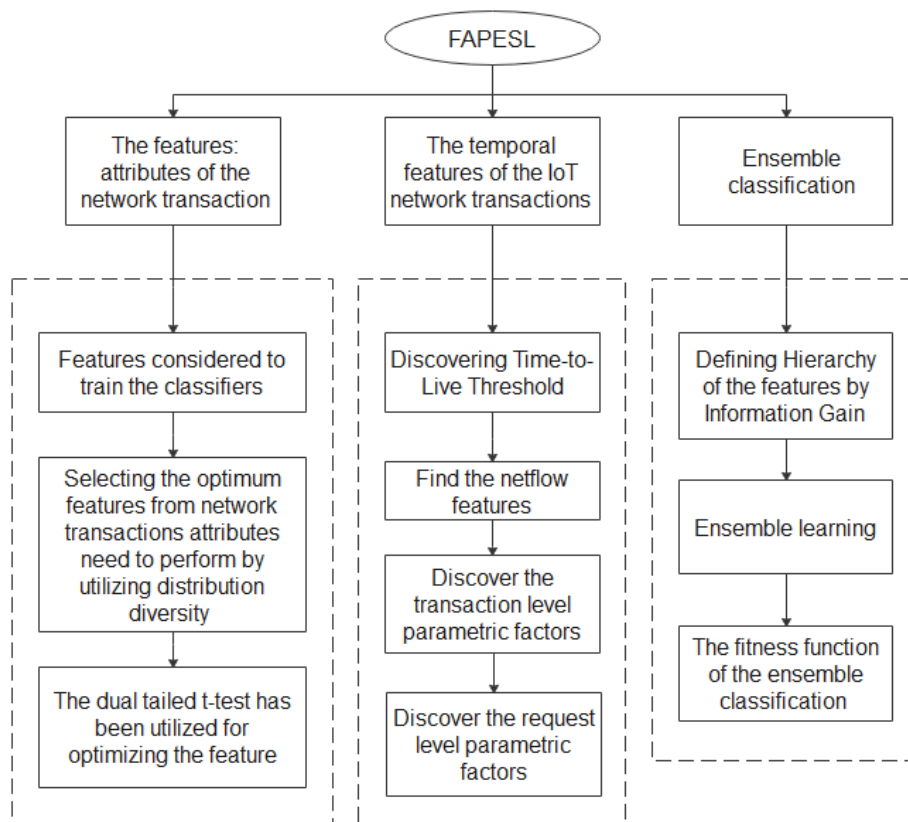 FAPESL
The features:
attributes of the
network transaction
The temporal
features of the IoT
network transactions
Ensemble
classification
Features considered to
train the classifiers
Selecting the optimum
features from network
transactions attributes
need to perform by
utilizing distribution
diversity
The dual tailed t-test has
been utilized for
optimizing the feature
Discovering Time-to-
Live Threshold
Find the netflow
features
Discover the
transaction level
parametric factors
Discover the request
level parametric
factors
Defining Hierarchy
of the features by
Information Gain
Ensemble learning
The fitness function
of the ensemble
classification